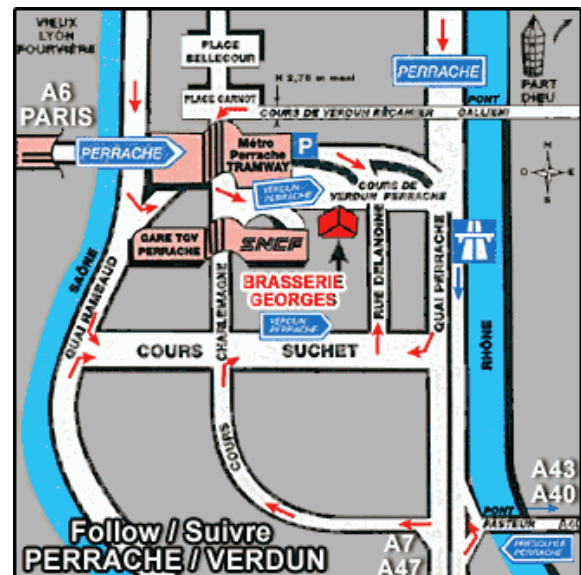 VIEUX
LYON
FOURVIÈRE
PLACE
BELLECOUR
H 2,70 m maxi
PLACE CARNOT
COURS DE VERDUN RÉCAMIER
PERRACHE
PONT
GALLIENI
PART
DIEU
A6
PARIS
PERRACHE
Métro
Perrache
TRAMWAY
P
VERDUN
PERRACHE
COURS DE
VERDUN PERRACHE
N
O
E
S
GARE TGV
PERRACHE
SNCF
BRASSERIE
GEORGES
SAÔNE
QUAI RAMBAUD
CHARLEMAGNE
COURS
RUE DELANDINE
QUAI PERRACHE
RHÔNE
VERDUN
PERRACHE
COURS
SUCHET
A43
A40
PONT
PASTEUR
A7
A47
Follow / Suivre
PERRACHE / VERDUN
PERRACHE